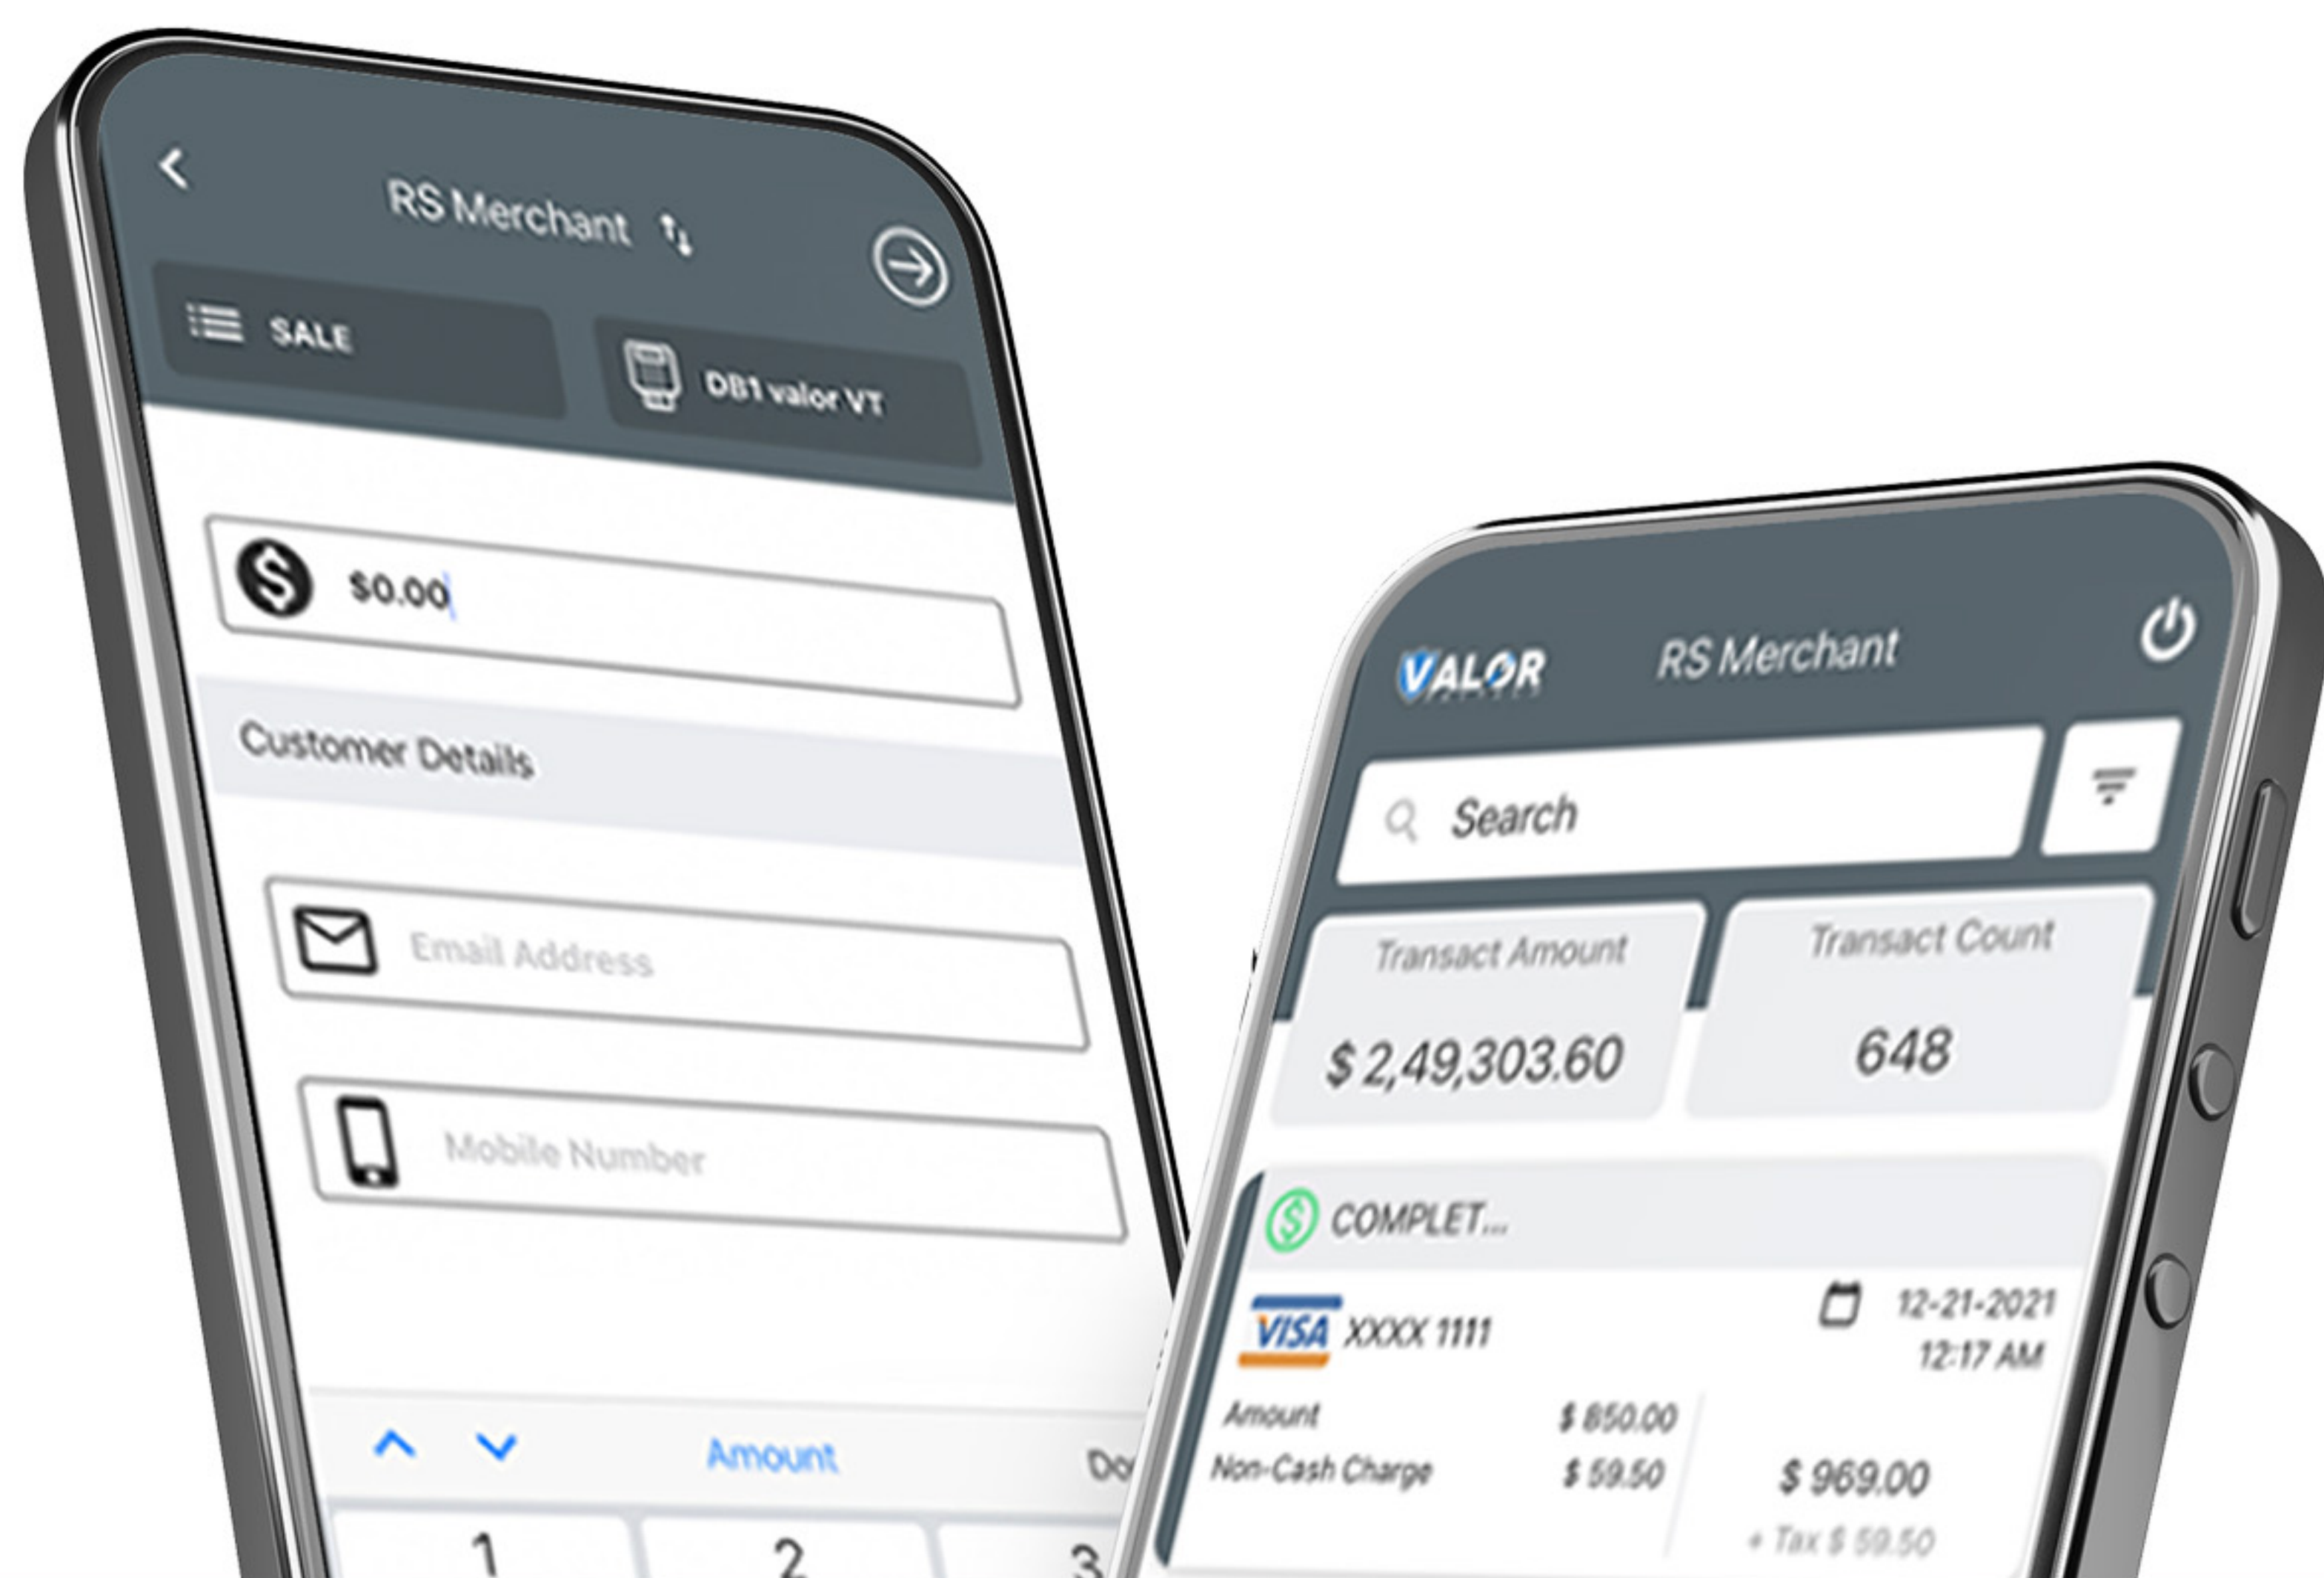 RS Merchant
SALE
DB1 valor VT
$0.00
Customer Details
Email Address
Mobile Number
Amount
1 2 3
VALOR
RS Merchant
Search
Transact Amount
Transact Count
$ 2,49,303.60
648
COMPLET...
VISA XXXX 1111
12-21-2021
12:17 AM
Amount $ 850.00
Non-Cash Charge $ 59.50
$ 969.00
+ Tax $ 59.50